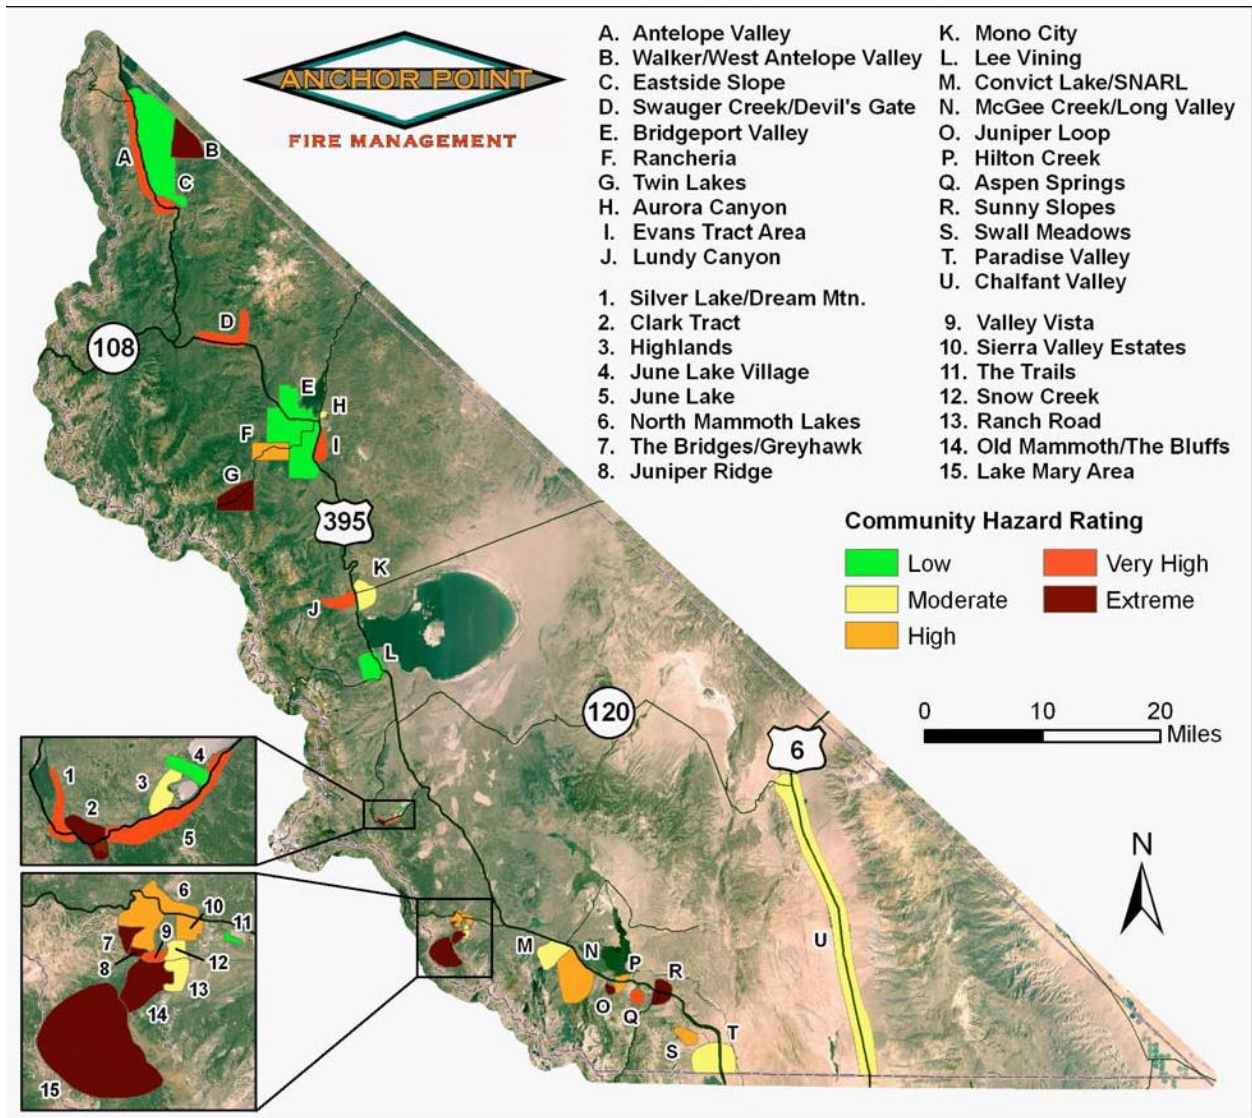 ANCHOR POINT
FIRE MANAGEMENT
A. Antelope Valley
B. Walker/West Antelope Valley
C. Eastside Slope
D. Swauger Creek/Devil's Gate
E. Bridgeport Valley
F. Rancheria
G. Twin Lakes
H. Aurora Canyon
I. Evans Tract Area
J. Lundy Canyon
K. Mono City
L. Lee Vining
M. Convict Lake/SNARL
N. McGee Creek/Long Valley
O. Juniper Loop
P. Hilton Creek
Q. Aspen Springs
R. Sunny Slopes
S. Swall Meadows
T. Paradise Valley
U. Chalfant Valley
1. Silver Lake/Dream Mtn.
2. Clark Tract
3. Highlands
4. June Lake Village
5. June Lake
6. North Mammoth Lakes
7. The Bridges/Greyhawk
8. Juniper Ridge
9. Valley Vista
10. Sierra Valley Estates
11. The Trails
12. Snow Creek
13. Ranch Road
14. Old Mammoth/The Bluffs
15. Lake Mary Area
Community Hazard Rating
Low
Moderate
High
Very High
Extreme
0 10 20
Miles
N
A
B
C
D
108
E
H
F
I
G
395
K
J
L
120
6
M
N
P
R
O
Q
S
T
U
1
2
3
4
5
6
10
11
7
9
8
12
13
14
15